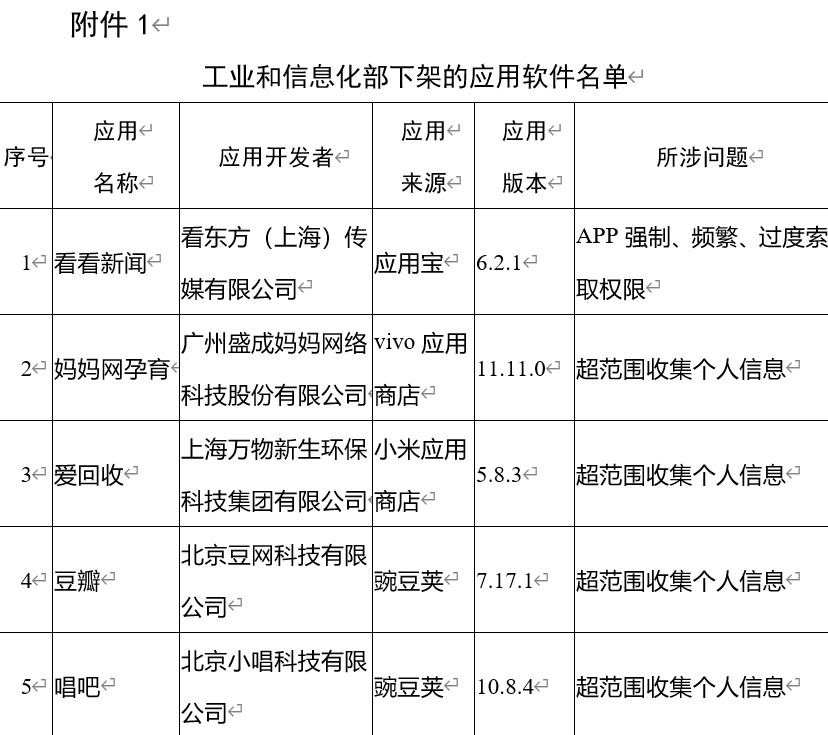 附件 1
工业和信息化部下架的应用软件名单
序号
应用
名称
应用开发者
应用
来源
应用
版本
所涉问题
1
看看新闻
看东方（上海）传
媒有限公司
应用宝
6.2.1
APP 强制、频繁、过度索
取权限
2
妈妈网孕育
广州盛成妈妈网络
科技股份有限公司
vivo 应用
商店
11.11.0
超范围收集个人信息
3
爱回收
上海万物新生环保
科技集团有限公司
小米应用
商店
5.8.3
超范围收集个人信息
4
豆瓣
北京豆网科技有限
公司
豌豆荚
7.17.1
超范围收集个人信息
5
唱吧
北京小唱科技有限
公司
豌豆荚
10.8.4
超范围收集个人信息